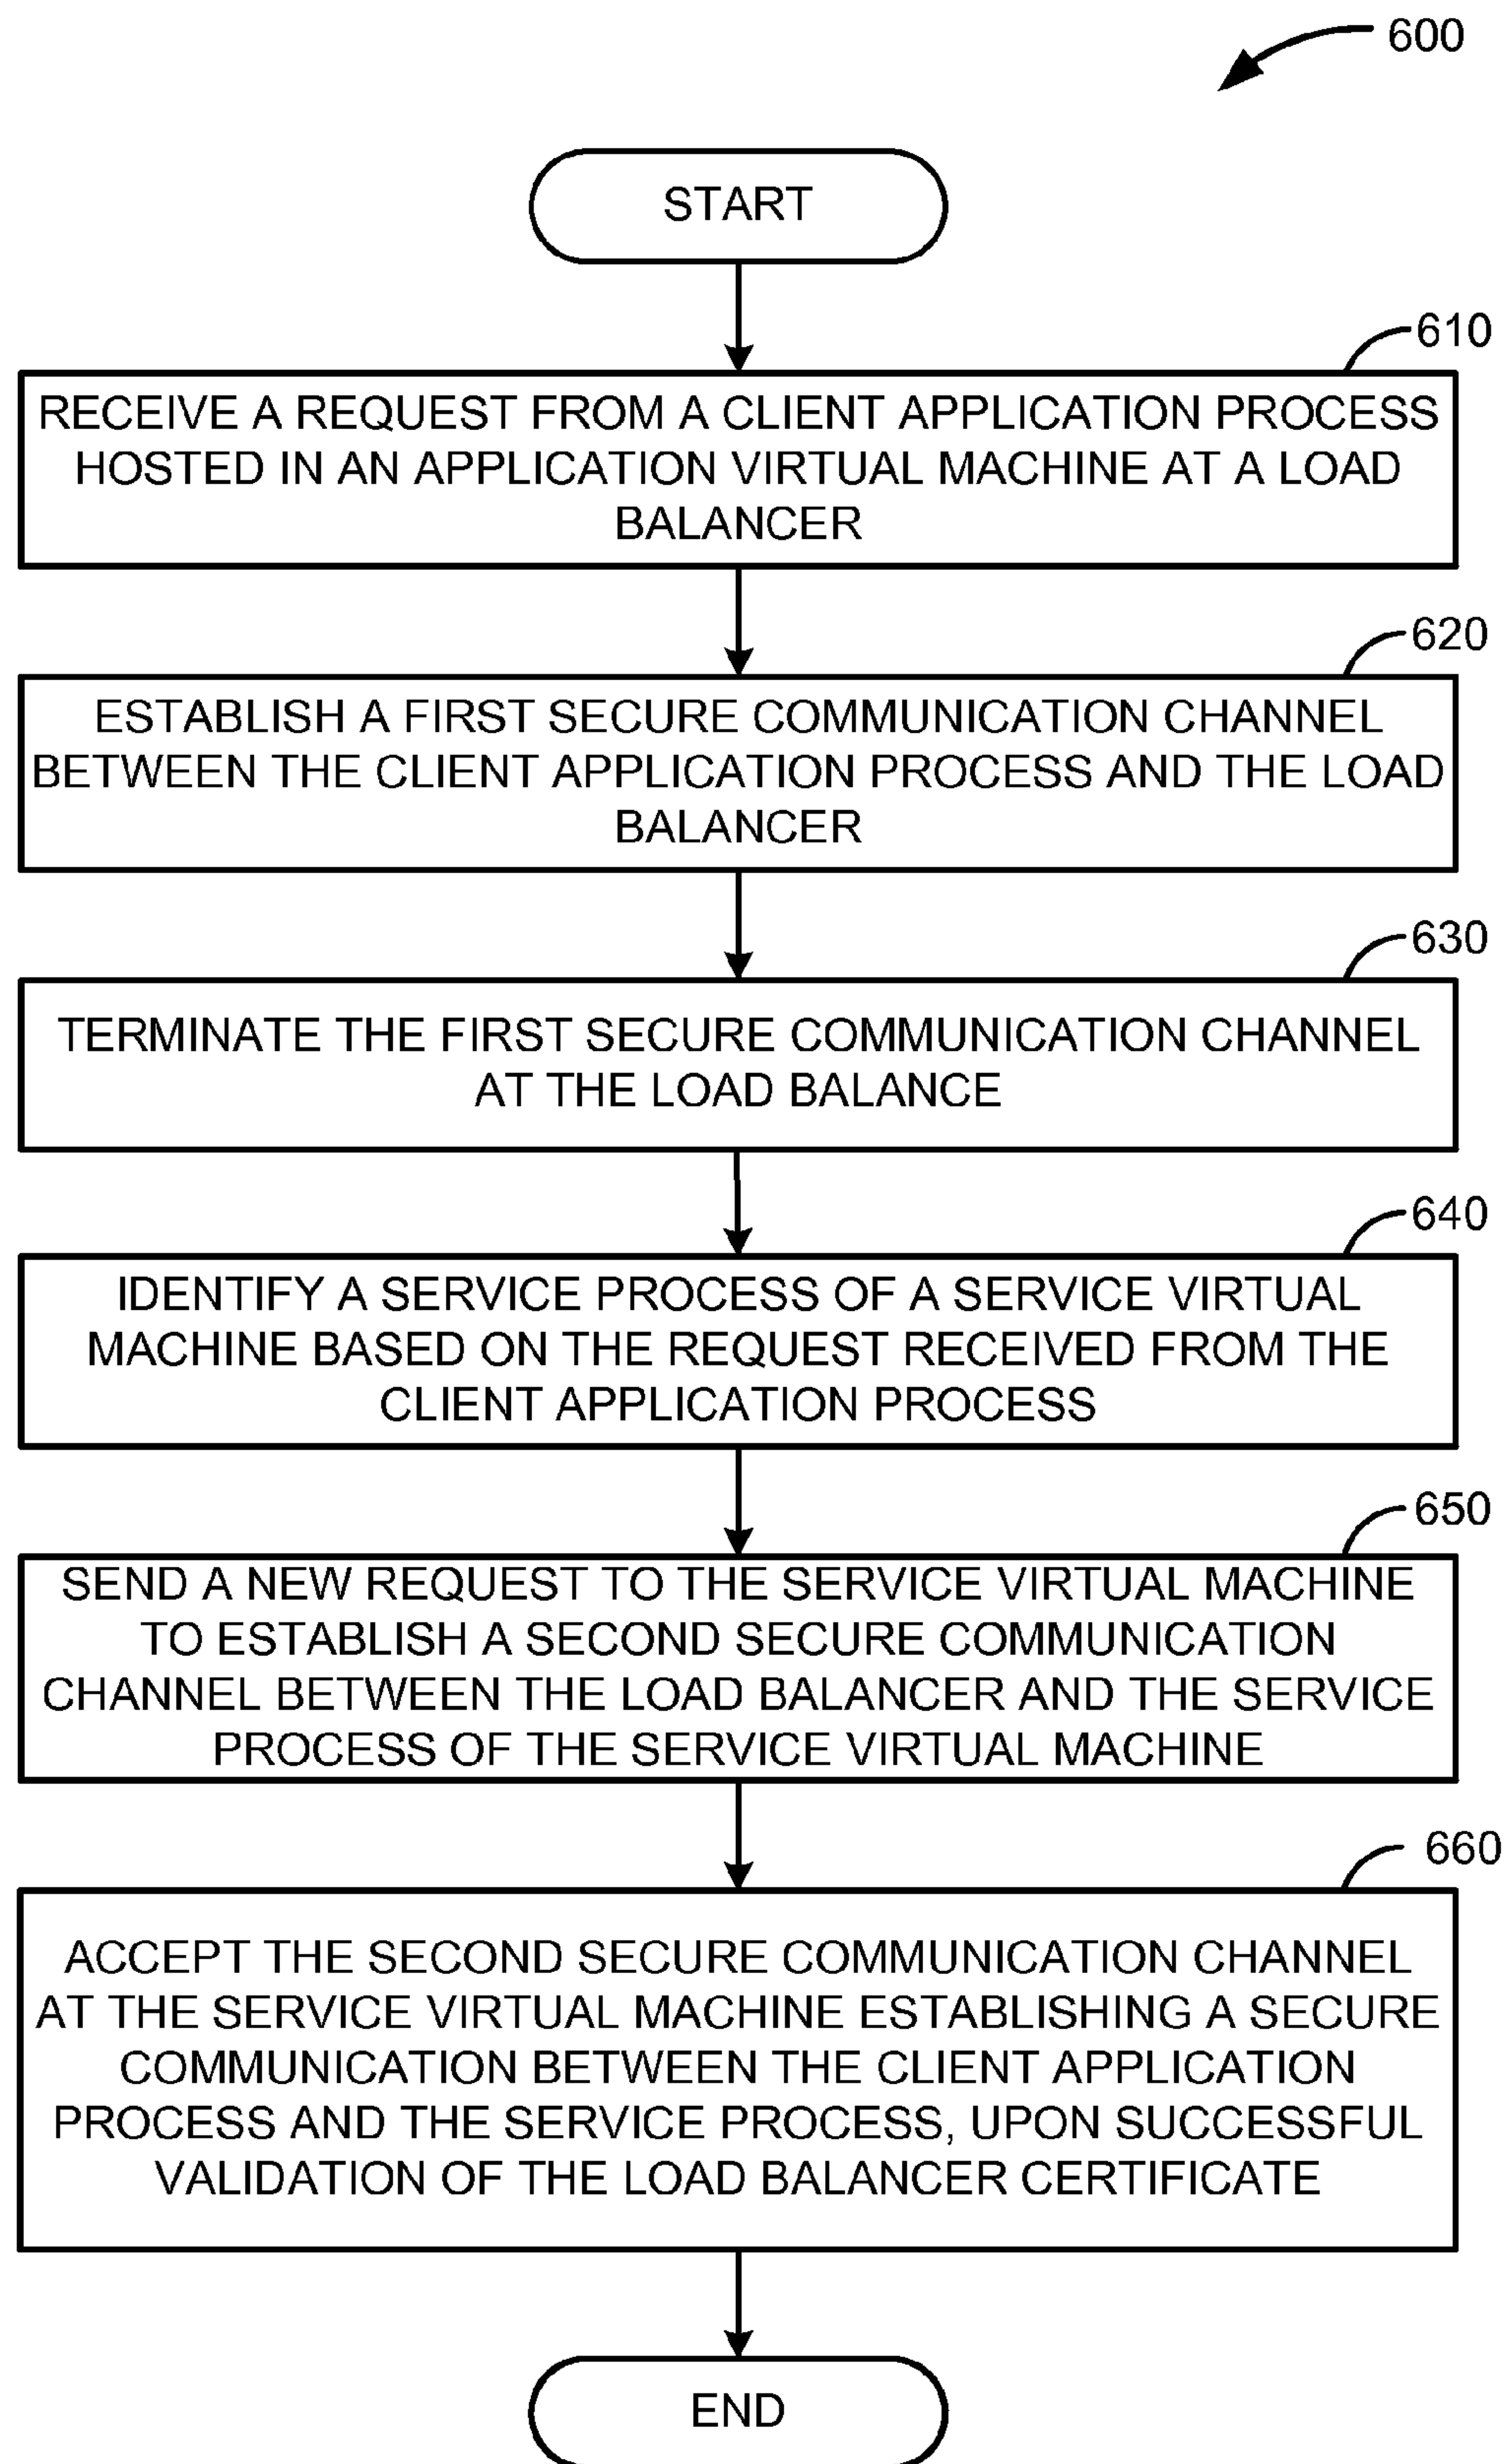 600
START
610
RECEIVE A REQUEST FROM A CLIENT APPLICATION PROCESS
HOSTED IN AN APPLICATION VIRTUAL MACHINE AT A LOAD
BALANCER
620
ESTABLISH A FIRST SECURE COMMUNICATION CHANNEL
BETWEEN THE CLIENT APPLICATION PROCESS AND THE LOAD
BALANCER
630
TERMINATE THE FIRST SECURE COMMUNICATION CHANNEL
AT THE LOAD BALANCE
640
IDENTIFY A SERVICE PROCESS OF A SERVICE VIRTUAL
MACHINE BASED ON THE REQUEST RECEIVED FROM THE
CLIENT APPLICATION PROCESS
650
SEND A NEW REQUEST TO THE SERVICE VIRTUAL MACHINE
TO ESTABLISH A SECOND SECURE COMMUNICATION
CHANNEL BETWEEN THE LOAD BALANCER AND THE SERVICE
PROCESS OF THE SERVICE VIRTUAL MACHINE
660
ACCEPT THE SECOND SECURE COMMUNICATION CHANNEL
AT THE SERVICE VIRTUAL MACHINE ESTABLISHING A SECURE
COMMUNICATION BETWEEN THE CLIENT APPLICATION
PROCESS AND THE SERVICE PROCESS, UPON SUCCESSFUL
VALIDATION OF THE LOAD BALANCER CERTIFICATE
END